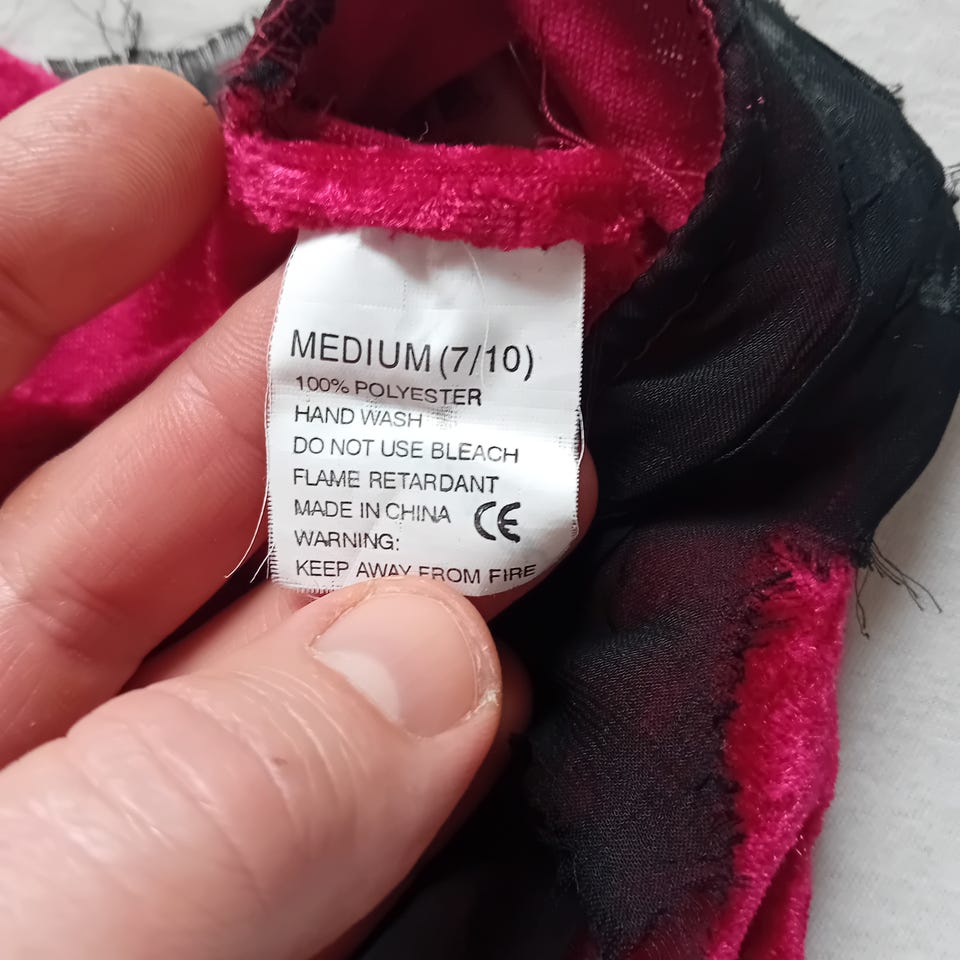 MEDIUM (7/10)
100% POLYESTER
HAND WASH
DO NOT USE BLEACH
FLAME RETARDANT
MADE IN CHINA CE
WARNING:
KEEP AWAY FROM FIRE